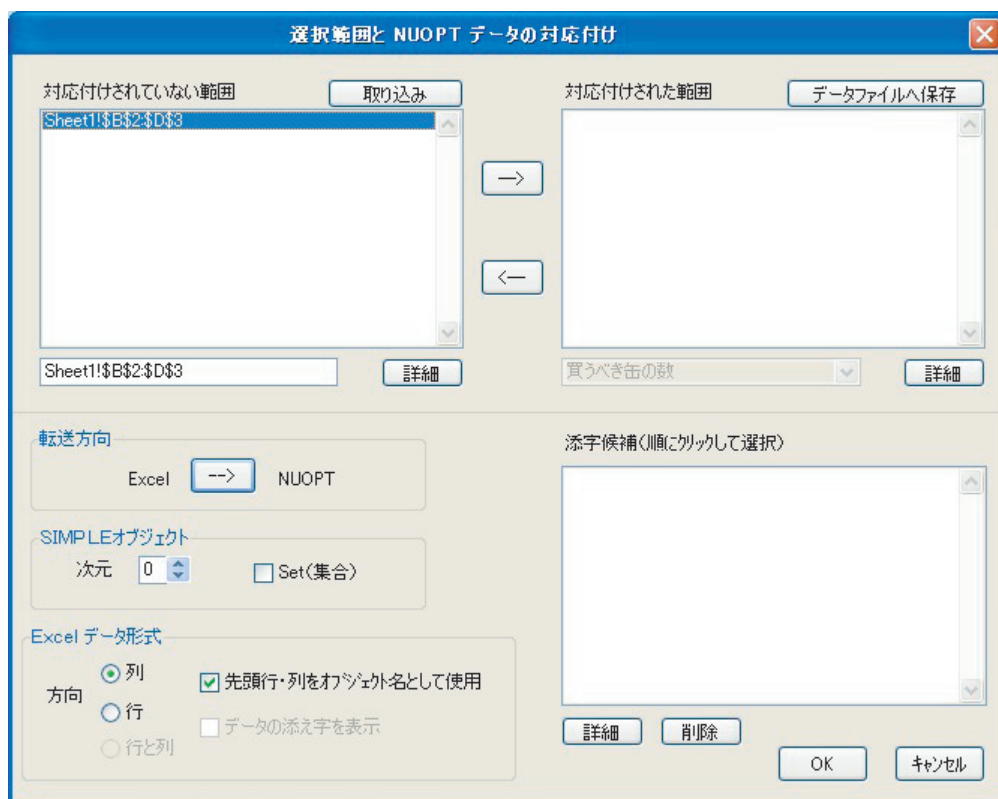 選択範囲と NUOPT データの対応付け
対応付けされていない範囲
取り込み
Sheet1!$B$2:$D$3
Sheet1!$B$2:$D$3
詳細
-->
<--
対応付けされた範囲
データファイルへ保存
買うべき缶の数
詳細
転送方向
Excel --> NUOPT
SIMPLEオブジェクト
次元 0 Set(集合)
Excel データ形式
方向
列
行
行と列
先頭行・列をオブジェクト名として使用
データの添え字を表示
添字候補(順にクリックして選択)
詳細 削除
OK キャンセル